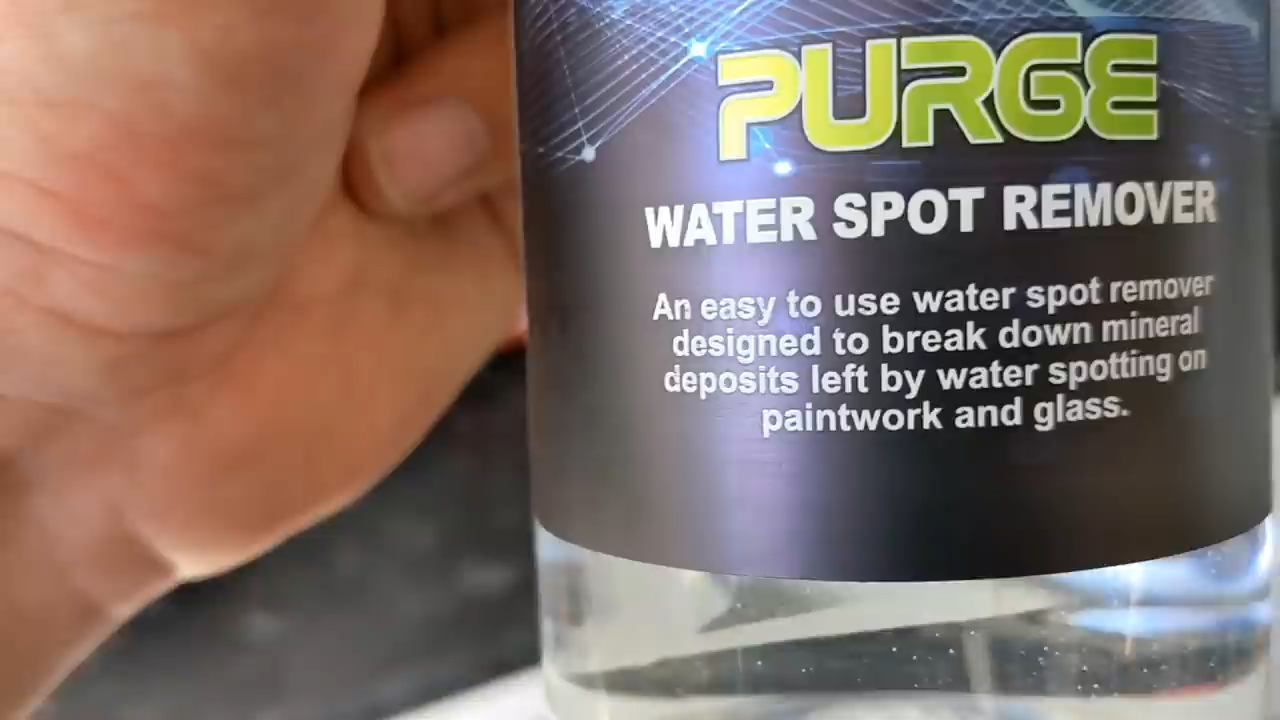 PURGE
WATER SPOT REMOVER
An easy to use water spot remover
designed to break down mineral
deposits left by water spotting on
paintwork and glass.